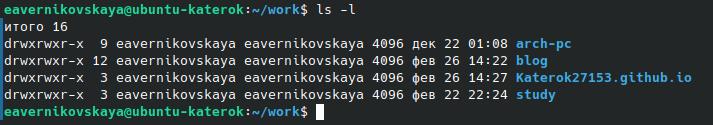 eavernikovskaya@ubuntu-katerok:~/work$ ls -l
итого 16
drwxrwxr-x  9 eavernikovskaya eavernikovskaya 4096 дек 22 01:08 arch-pc
drwxrwxr-x 12 eavernikovskaya eavernikovskaya 4096 фев 26 14:22 blog
drwxrwxr-x  3 eavernikovskaya eavernikovskaya 4096 фев 26 14:27 Katerok27153.github.io
drwxrwxr-x  3 eavernikovskaya eavernikovskaya 4096 фев 22 22:24 study
eavernikovskaya@ubuntu-katerok:~/work$